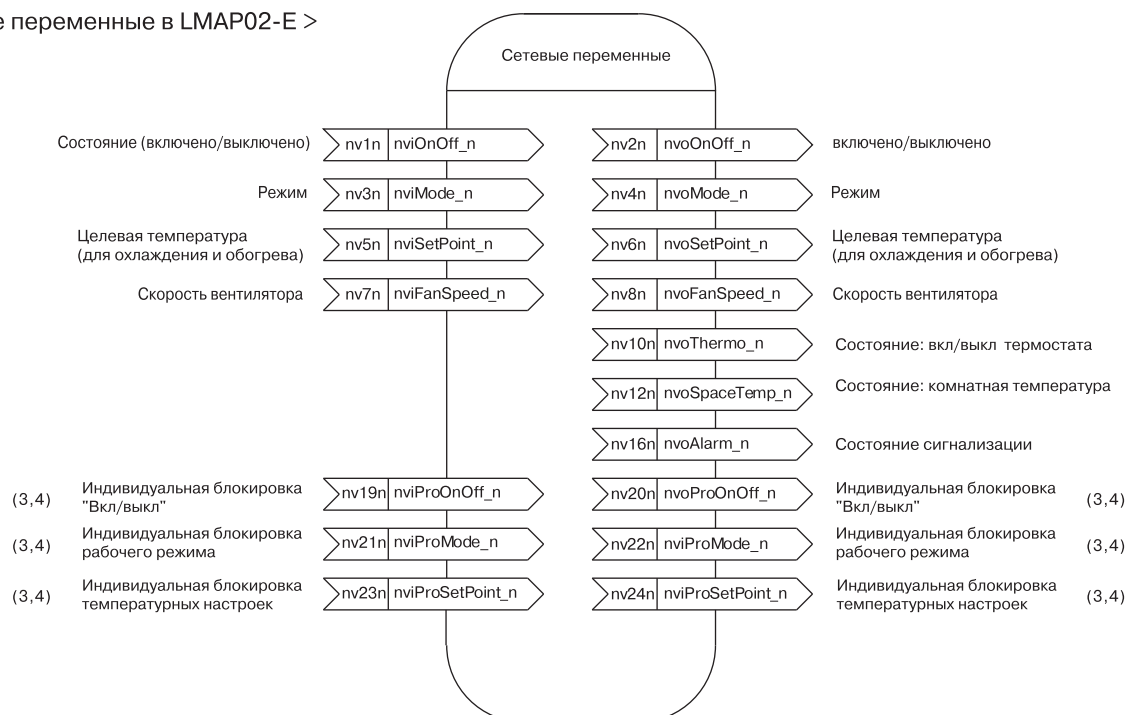 е переменные в LMAP02-E >
Сетевые переменные
Состояние (включено/выключено) nv1n nviOnOff_n nv2n nvoOnOff_n включено/выключено
Режим nv3n nviMode_n nv4n nvoMode_n Режим
Целевая температура
(для охлаждения и обогрева)
nv5n nviSetPoint_n nv6n nvoSetPoint_n
Целевая температура
(для охлаждения и обогрева)
Скорость вентилятора nv7n nviFanSpeed_n nv8n nvoFanSpeed_n Скорость вентилятора
nv10n nvoThermo_n Состояние: вкл/выкл термостата
nv12n nvoSpaceTemp_n Состояние: комнатная температура
nv16n nvoAlarm_n Состояние сигнализации
(3,4)
Индивидуальная блокировка
"Вкл/выкл"
nv19n nviProOnOff_n nv20n nvoProOnOff_n
Индивидуальная блокировка
"Вкл/выкл"
(3,4)
(3,4)
Индивидуальная блокировка
рабочего режима
nv21n nviProMode_n nv22n nviProMode_n
Индивидуальная блокировка
рабочего режима
(3,4)
(3,4)
Индивидуальная блокировка
температурных настроек
nv23n nviProSetPoint_n nv24n nviProSetPoint_n
Индивидуальная блокировка
температурных настроек
(3,4)